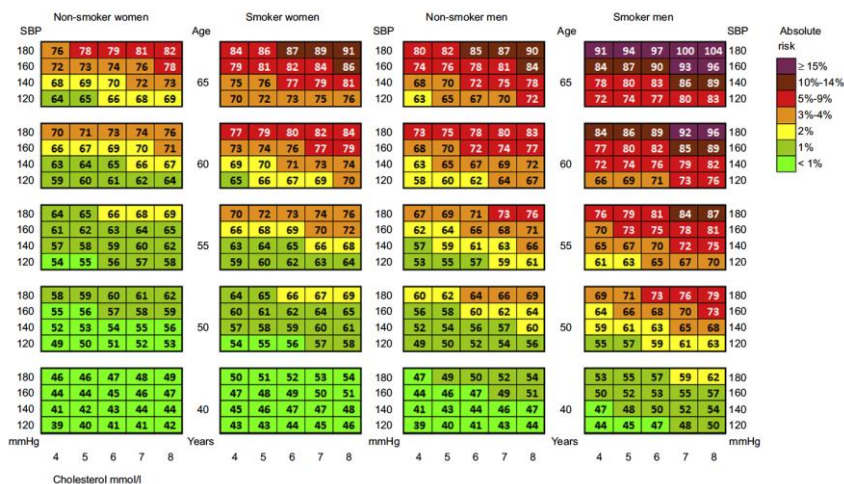 Non-smoker women Smoker women Non-smoker men Smoker men
SBP Age SBP Absolute risk
180 76 78 79 81 82 84 86 87 89 91 180 80 82 85 87 90 91 94 97 100 104 180 ≥ 15%
160 72 73 74 76 78 79 81 82 84 86 160 74 76 78 81 84 84 87 90 93 96 160 10%-14%
65 65
140 68 69 70 72 73 75 76 77 79 81 140 68 70 72 75 78 78 80 83 86 89 140 5%-9%
120 64 65 66 68 69 70 72 73 75 76 120 63 65 67 70 72 72 74 77 80 83 120 3%-4%
2%
1%
< 1%
180 70 71 73 74 76 77 79 80 82 84 180 73 75 78 80 83 84 86 89 92 96 180
160 66 67 69 70 71 73 74 76 77 79 160 68 70 72 74 77 77 80 82 85 89 160
60 60
140 63 64 65 66 67 69 70 71 73 74 140 63 65 67 69 72 72 74 76 79 82 140
120 59 60 61 62 64 65 66 67 69 70 120 58 60 62 64 67 66 69 71 73 76 120
180 64 65 66 68 69 70 72 73 74 76 180 67 69 71 73 76 76 79 81 84 87 180
160 61 62 63 64 65 66 68 69 70 72 160 62 64 66 68 71 70 73 75 78 81 160
55 55
140 57 58 59 60 62 63 64 65 66 68 140 57 59 61 63 66 65 67 70 72 75 140
120 54 55 56 57 58 59 60 62 63 64 120 53 55 57 59 61 61 63 65 67 70 120
180 58 59 60 61 62 64 65 66 67 69 180 60 62 64 66 69 69 71 73 76 79 180
160 55 56 57 58 59 60 61 62 64 65 160 56 58 60 62 64 64 66 68 70 73 160
50 50
140 52 53 54 55 56 57 58 59 60 61 140 52 54 56 57 60 59 61 63 65 68 140
120 49 50 51 52 53 54 55 56 57 58 120 49 50 52 54 56 55 57 59 61 63 120
180 46 46 47 48 49 50 51 52 53 54 180 47 49 50 52 54 53 55 57 59 62 180
160 44 44 45 46 47 47 48 49 50 51 160 44 46 47 49 51 50 52 53 55 57 160
40 40
140 41 42 43 44 44 45 46 47 47 48 140 41 43 44 46 47 47 48 50 52 54 140
120 39 40 41 41 42 43 43 44 45 46 120 39 40 41 43 44 44 45 47 48 50 120
mmHg Years mmHg Years mmHg
4 5 6 7 8 4 5 6 7 8 4 5 6 7 8 4 5 6 7 8
Cholesterol mmol/l